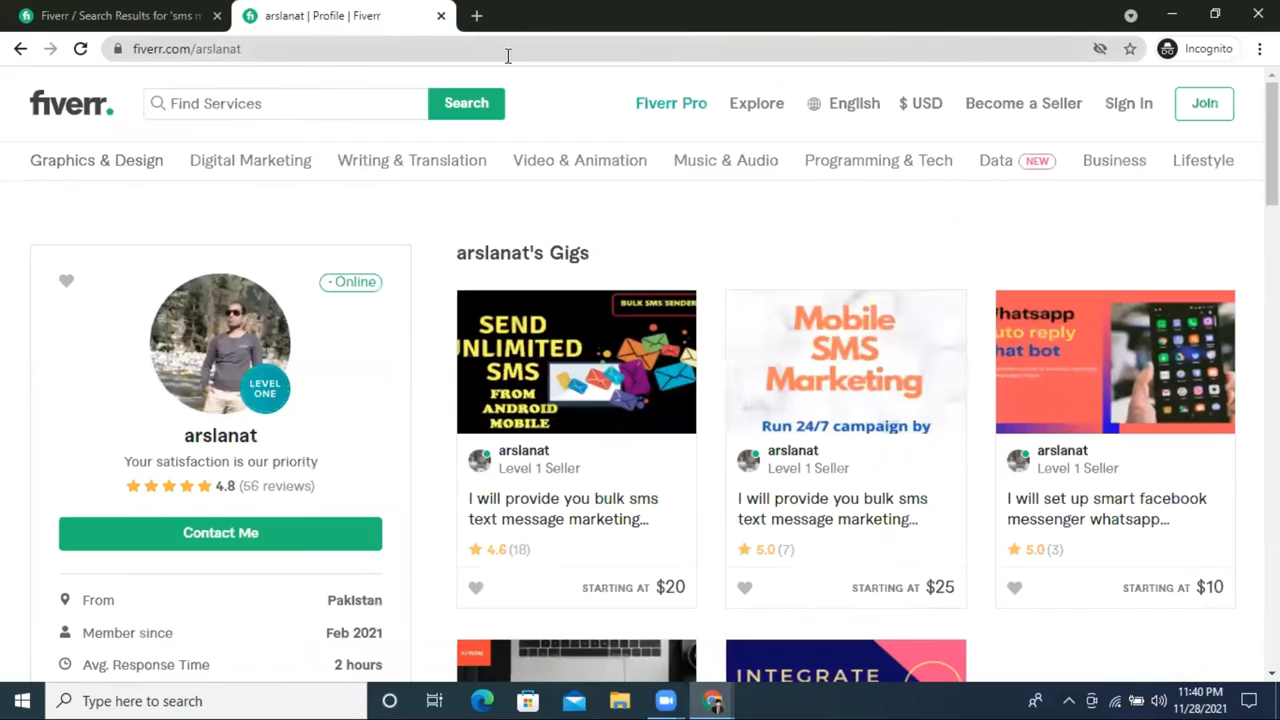 Fiverr / Search Results for 'sms m
arslanat | Profile | Fiverr
fiverr.com/arslanat
Incognito
fiverr.
Find Services
Search
Fiverr Pro
Explore
English
$ USD
Become a Seller
Sign In
Join
Graphics & Design
Digital Marketing
Writing & Translation
Video & Animation
Music & Audio
Programming & Tech
Data NEW
Business
Lifestyle
· Online
LEVEL
ONE
arslanat
Your satisfaction is our priority
4.8 (56 reviews)
Contact Me
From Pakistan
Member since Feb 2021
Avg. Response Time 2 hours
arslanat's Gigs
BULK SMS SENDER
SEND
UNLIMITED
SMS
FROM
ANDROID
MOBILE
arslanat
Level 1 Seller
I will provide you bulk sms
text message marketing...
4.6 (18)
STARTING AT $20
Mobile
SMS
Marketing
Run 24/7 campaign by
arslanat
Level 1 Seller
I will provide you bulk sms
text message marketing...
5.0 (7)
STARTING AT $25
Whatsapp
uto reply
hat bot
arslanat
Level 1 Seller
I will set up smart facebook
messenger whatsapp...
5.0 (3)
STARTING AT $10
INTEGRATE
Type here to search
11:40 PM
11/28/2021